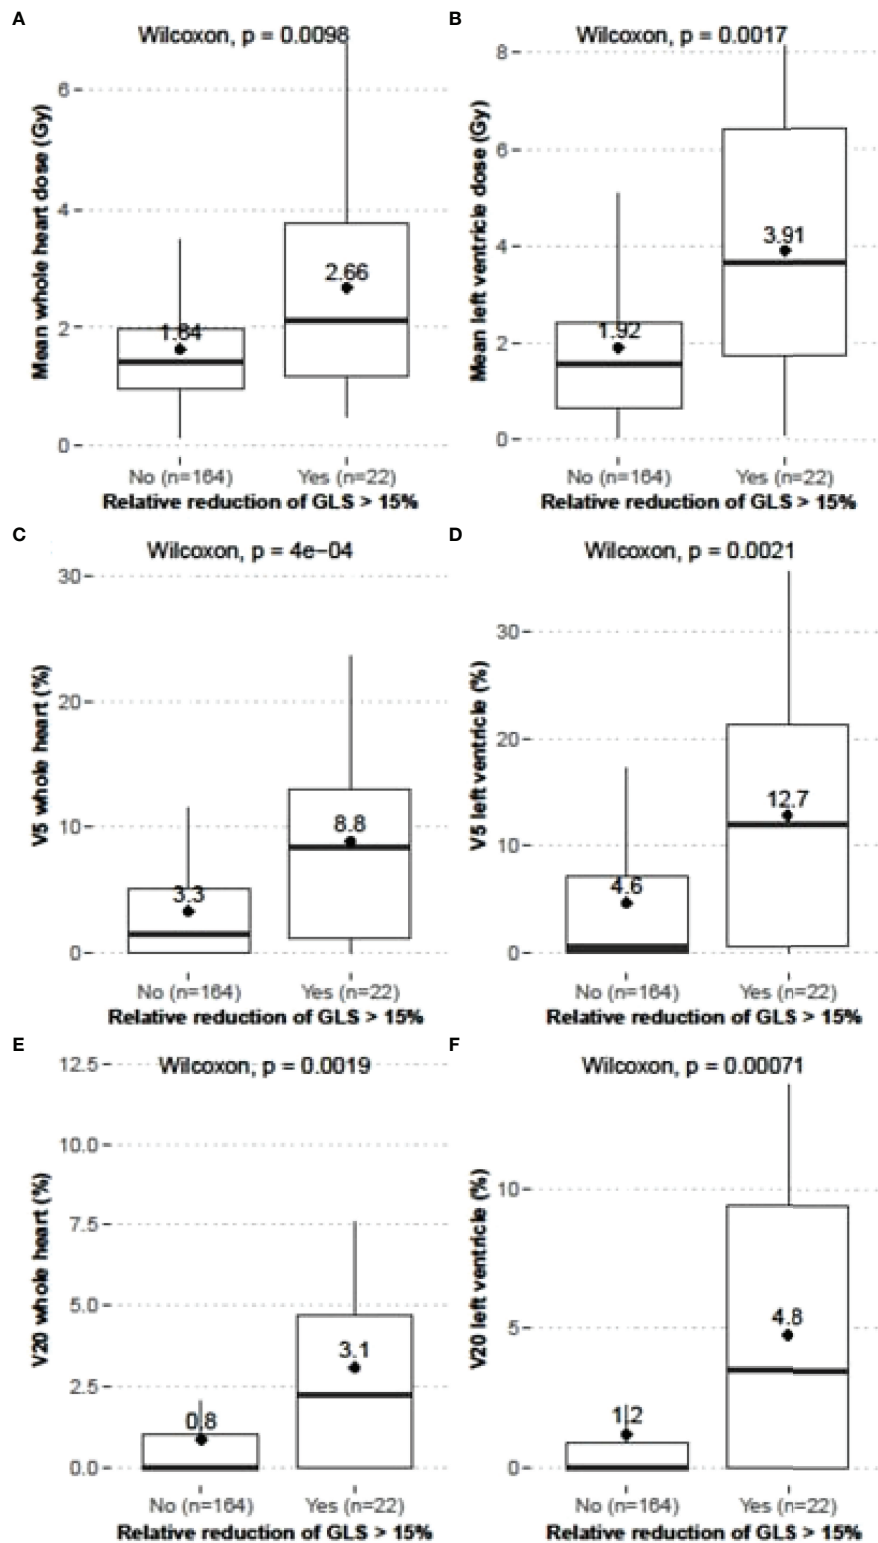 A
Wilcoxon, p = 0.0098
Mean whole heart dose (Gy)
6
4
2
0
2.66
1.64
No (n=164)
Yes (n=22)
Relative reduction of GLS > 15%
B
Wilcoxon, p = 0.0017
Mean left ventricle dose (Gy)
8
6
4
2
0
3.91
1.92
No (n=164)
Yes (n=22)
Relative reduction of GLS > 15%
C
Wilcoxon, p = 4e−04
V5 whole heart (%)
30
20
10
0
8.8
3.3
No (n=164)
Yes (n=22)
Relative reduction of GLS > 15%
D
Wilcoxon, p = 0.0021
V5 left ventricle (%)
30
20
10
0
12.7
4.6
No (n=164)
Yes (n=22)
Relative reduction of GLS > 15%
E
Wilcoxon, p = 0.0019
V20 whole heart (%)
12.5
10.0
7.5
5.0
2.5
0.0
3.1
0.8
No (n=164)
Yes (n=22)
Relative reduction of GLS > 15%
F
Wilcoxon, p = 0.00071
V20 left ventricle (%)
10
5
0
4.8
1.2
No (n=164)
Yes (n=22)
Relative reduction of GLS > 15%